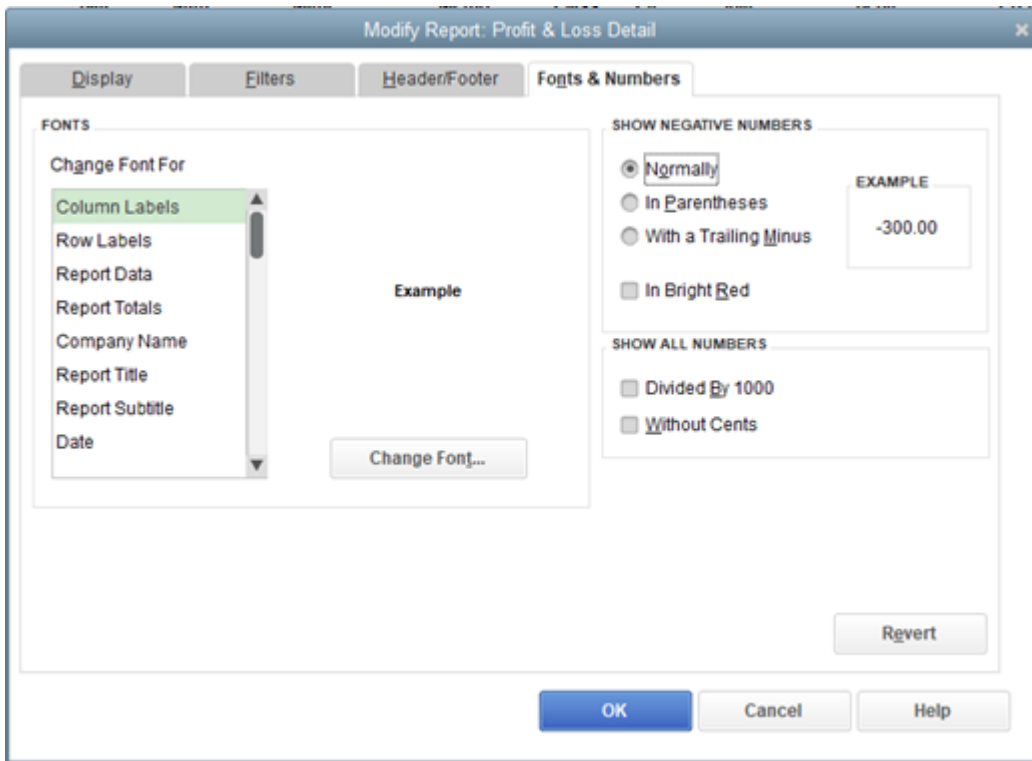 Modify Report: Profit & Loss Detail
Display Filters Header/Footer Fonts & Numbers
FONTS
Change Font For
Column Labels
Row Labels
Report Data
Report Totals
Company Name
Report Title
Report Subtitle
Date
Example
Change Font...
SHOW NEGATIVE NUMBERS
Normally
In Parentheses
With a Trailing Minus
In Bright Red
EXAMPLE
-300.00
SHOW ALL NUMBERS
Divided By 1000
Without Cents
Revert
OK Cancel Help